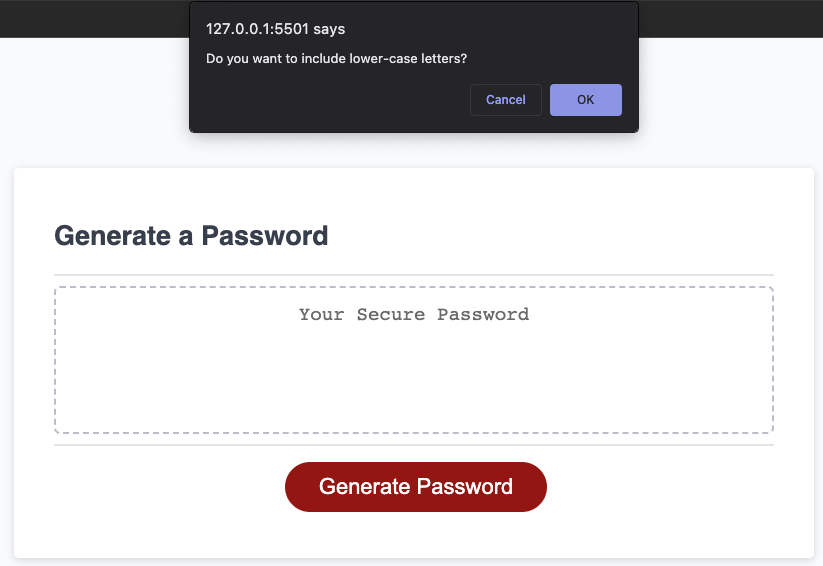 127.0.0.1:5501 says
Do you want to include lower-case letters?
Cancel
OK
Generate a Password
Your Secure Password
Generate Password